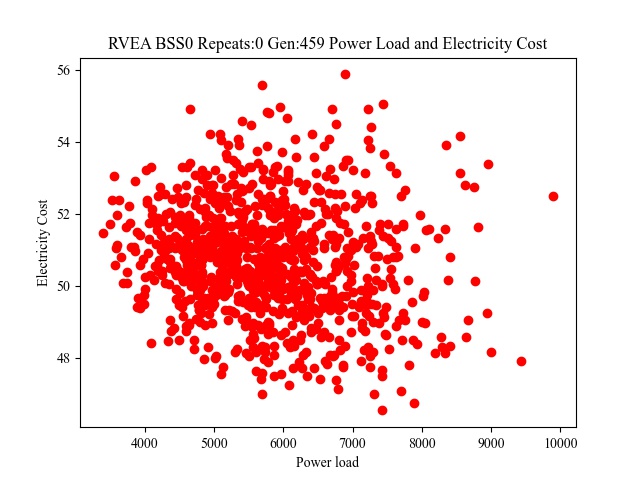 RVEA BSS0 Repeats:0 Gen:459 Power Load and Electricity Cost
56
54
52
50
48
Electricity Cost
4000 5000 6000 7000 8000 9000 10000
Power load